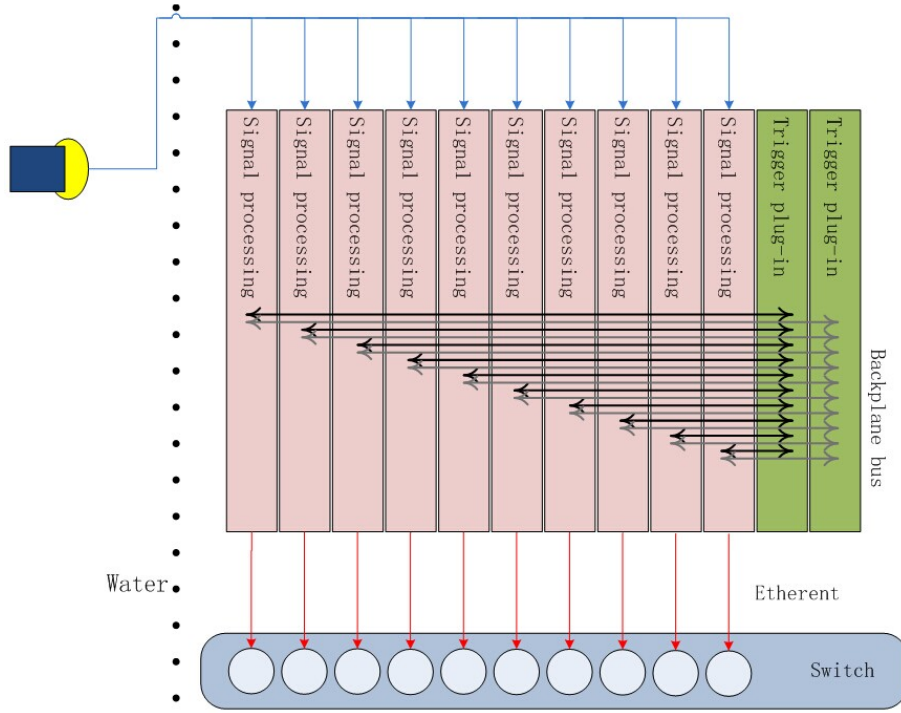 Signal processing
Signal processing
Signal processing
Signal processing
Signal processing
Signal processing
Signal processing
Signal processing
Signal processing
Signal processing
Trigger plug-in
Trigger plug-in
Backplane bus
Water
Etherent
Switch